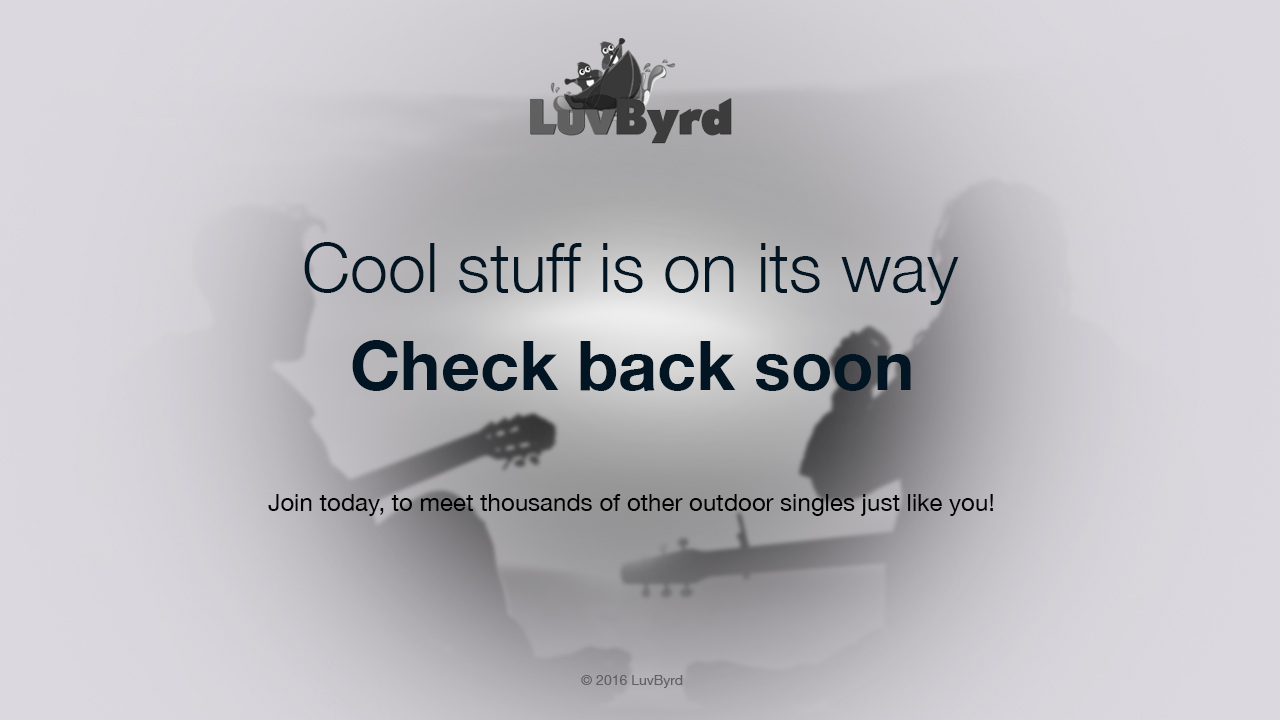 LuvByrd
Cool stuff is on its way
Check back soon
Join today, to meet thousands of other outdoor singles just like you!
© 2016 LuvByrd